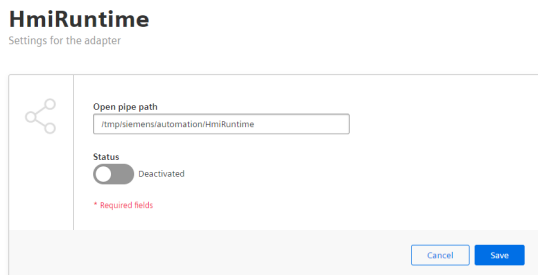 HmiRuntime
Settings for the adapter
Open pipe path
/tmp/siemens/automation/HmiRuntime
Status
Deactivated
* Required fields
Cancel Save